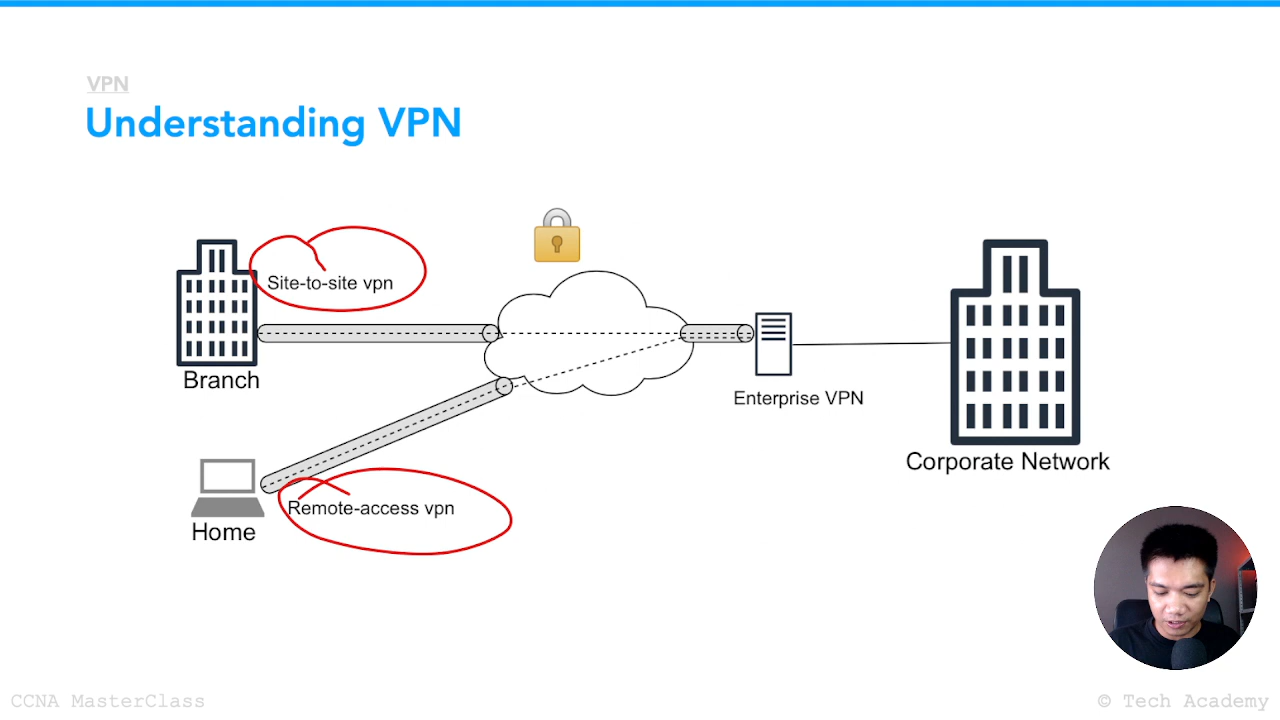 VPN
Understanding VPN
Site-to-site vpn
Branch
Enterprise VPN
Corporate Network
Remote-access vpn
Home
CCNA MasterClass
© Tech Academy